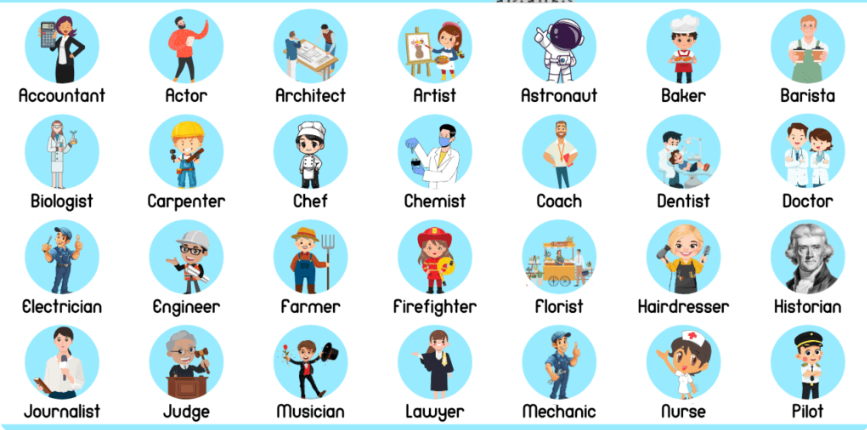 Accountant Actor Architect Artist Astronaut Baker Barista
Biologist Carpenter Chef Chemist Coach Dentist Doctor
Electrician Engineer Farmer Firefighter Florist Hairdresser Historian
Journalist Judge Musician Lawyer Mechanic Nurse Pilot